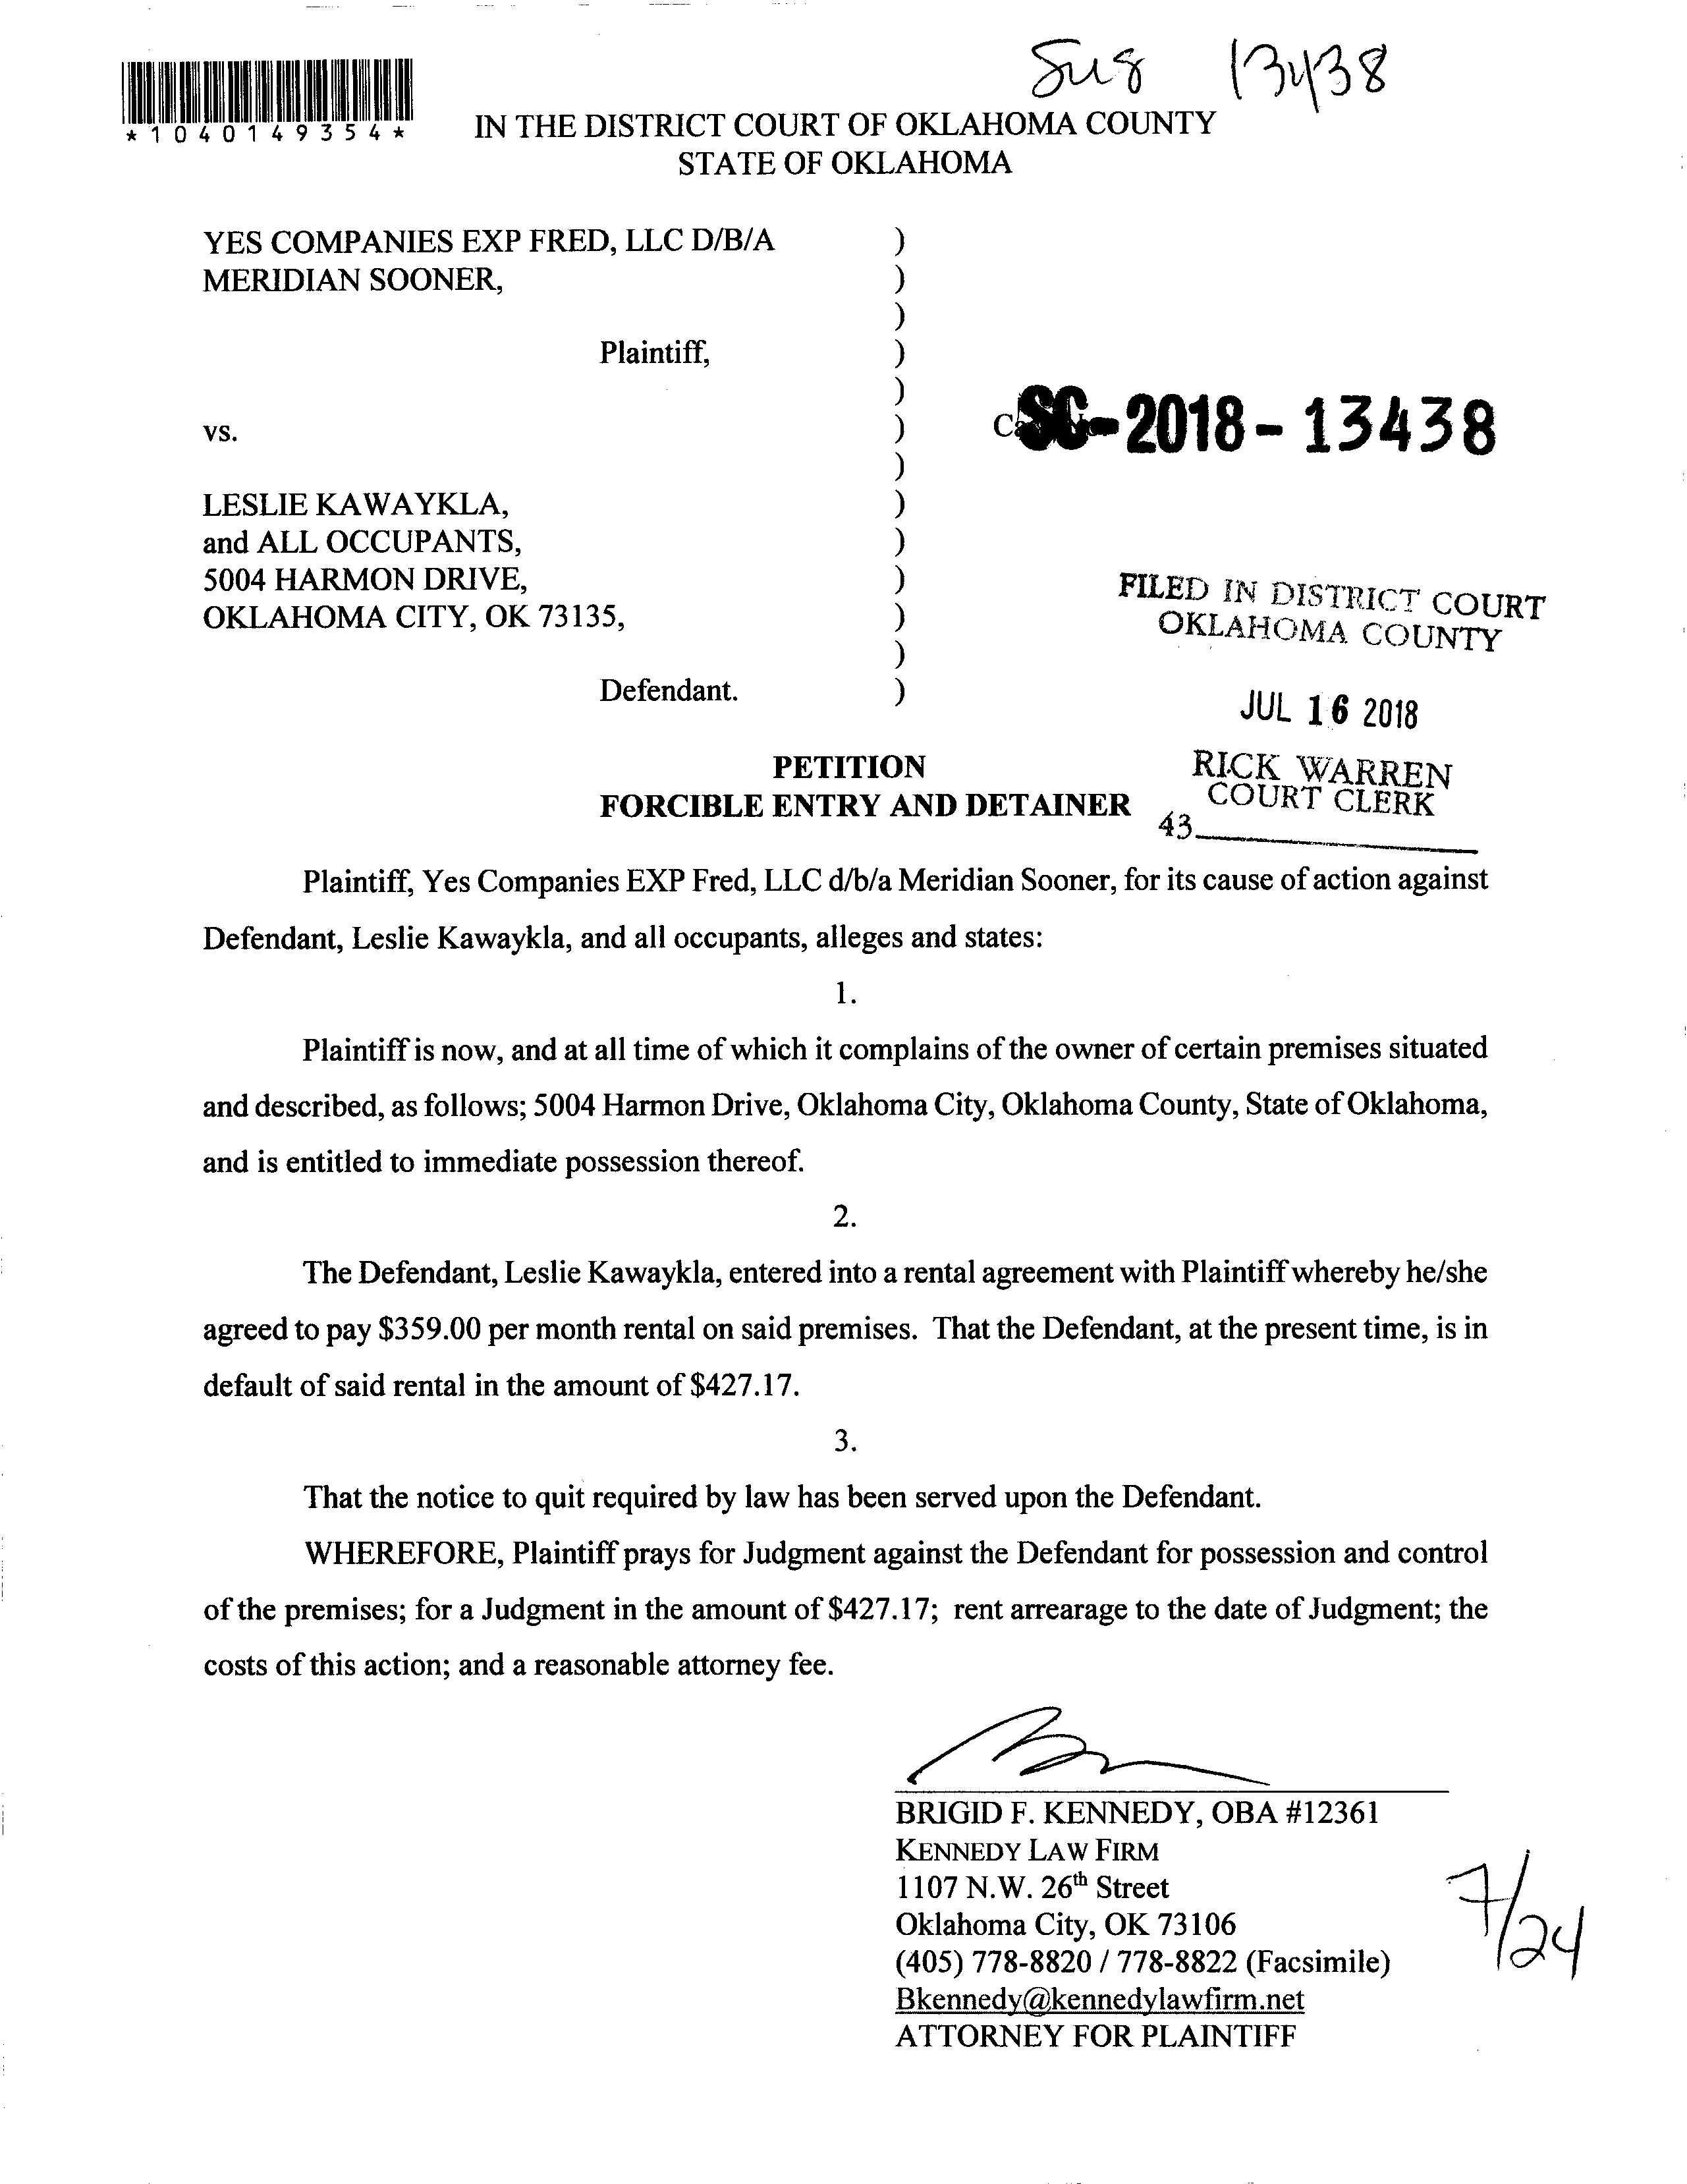 13438
*1040149354*
IN THE DISTRICT COURT OF OKLAHOMA COUNTY
STATE OF OKLAHOMA
YES COMPANIES EXP FRED, LLC D/B/A )
MERIDIAN SOONER, )
)
Plaintiff, )
)
vs. )
SC-2018-13438
)
LESLIE KAWAYKLA, )
and ALL OCCUPANTS, )
5004 HARMON DRIVE, )
OKLAHOMA CITY, OK 73135, )
)
Defendant. )
FILED IN DISTRICT COURT
OKLAHOMA COUNTY
JUL 16 2018
RICK WARREN
COURT CLERK
43
PETITION
FORCIBLE ENTRY AND DETAINER
Plaintiff, Yes Companies EXP Fred, LLC d/b/a Meridian Sooner, for its cause of action against
Defendant, Leslie Kawaykla, and all occupants, alleges and states:
1.
Plaintiff is now, and at all time of which it complains of the owner of certain premises situated
and described, as follows; 5004 Harmon Drive, Oklahoma City, Oklahoma County, State of Oklahoma,
and is entitled to immediate possession thereof.
2.
The Defendant, Leslie Kawaykla, entered into a rental agreement with Plaintiff whereby he/she
agreed to pay $359.00 per month rental on said premises. That the Defendant, at the present time, is in
default of said rental in the amount of $427.17.
3.
That the notice to quit required by law has been served upon the Defendant.
WHEREFORE, Plaintiff prays for Judgment against the Defendant for possession and control
of the premises; for a Judgment in the amount of $427.17; rent arrearage to the date of Judgment; the
costs of this action; and a reasonable attorney fee.
BRIGID F. KENNEDY, OBA #12361
KENNEDY LAW FIRM
1107 N.W. 26th Street
Oklahoma City, OK 73106
(405) 778-8820 / 778-8822 (Facsimile)
Bkennedy@kennedylawfirm.net
ATTORNEY FOR PLAINTIFF
7/24